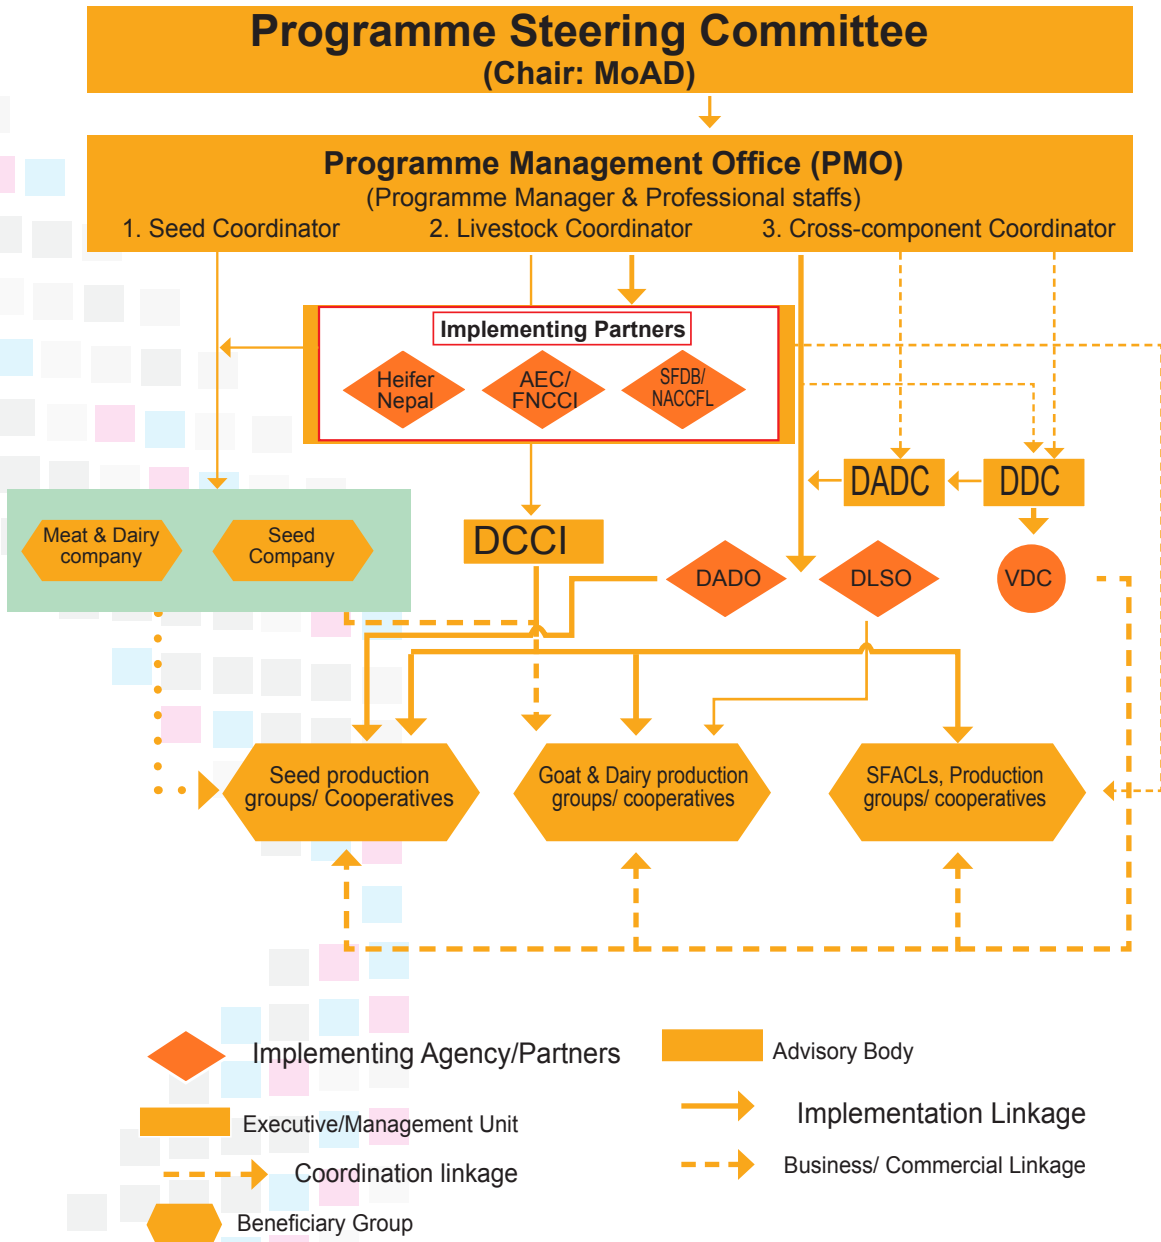 Programme Steering Committee
(Chair: MoAD)
Programme Management Office (PMO)
(Programme Manager & Professional staffs)
1. Seed Coordinator
2. Livestock Coordinator
3. Cross-component Coordinator
Implementing Partners
Heifer
Nepal
AEC/
FNCCI
SFDB/
NACCFL
DADC
DDC
Meat & Dairy
company
Seed
Company
DCCI
DADO
DLSO
VDC
Seed production
groups/ Cooperatives
Goat & Dairy production
groups/ cooperatives
SFACLs, Production
groups/ cooperatives
Implementing Agency/Partners
Advisory Body
Executive/Management Unit
Implementation Linkage
Coordination linkage
Business/ Commercial Linkage
Beneficiary Group